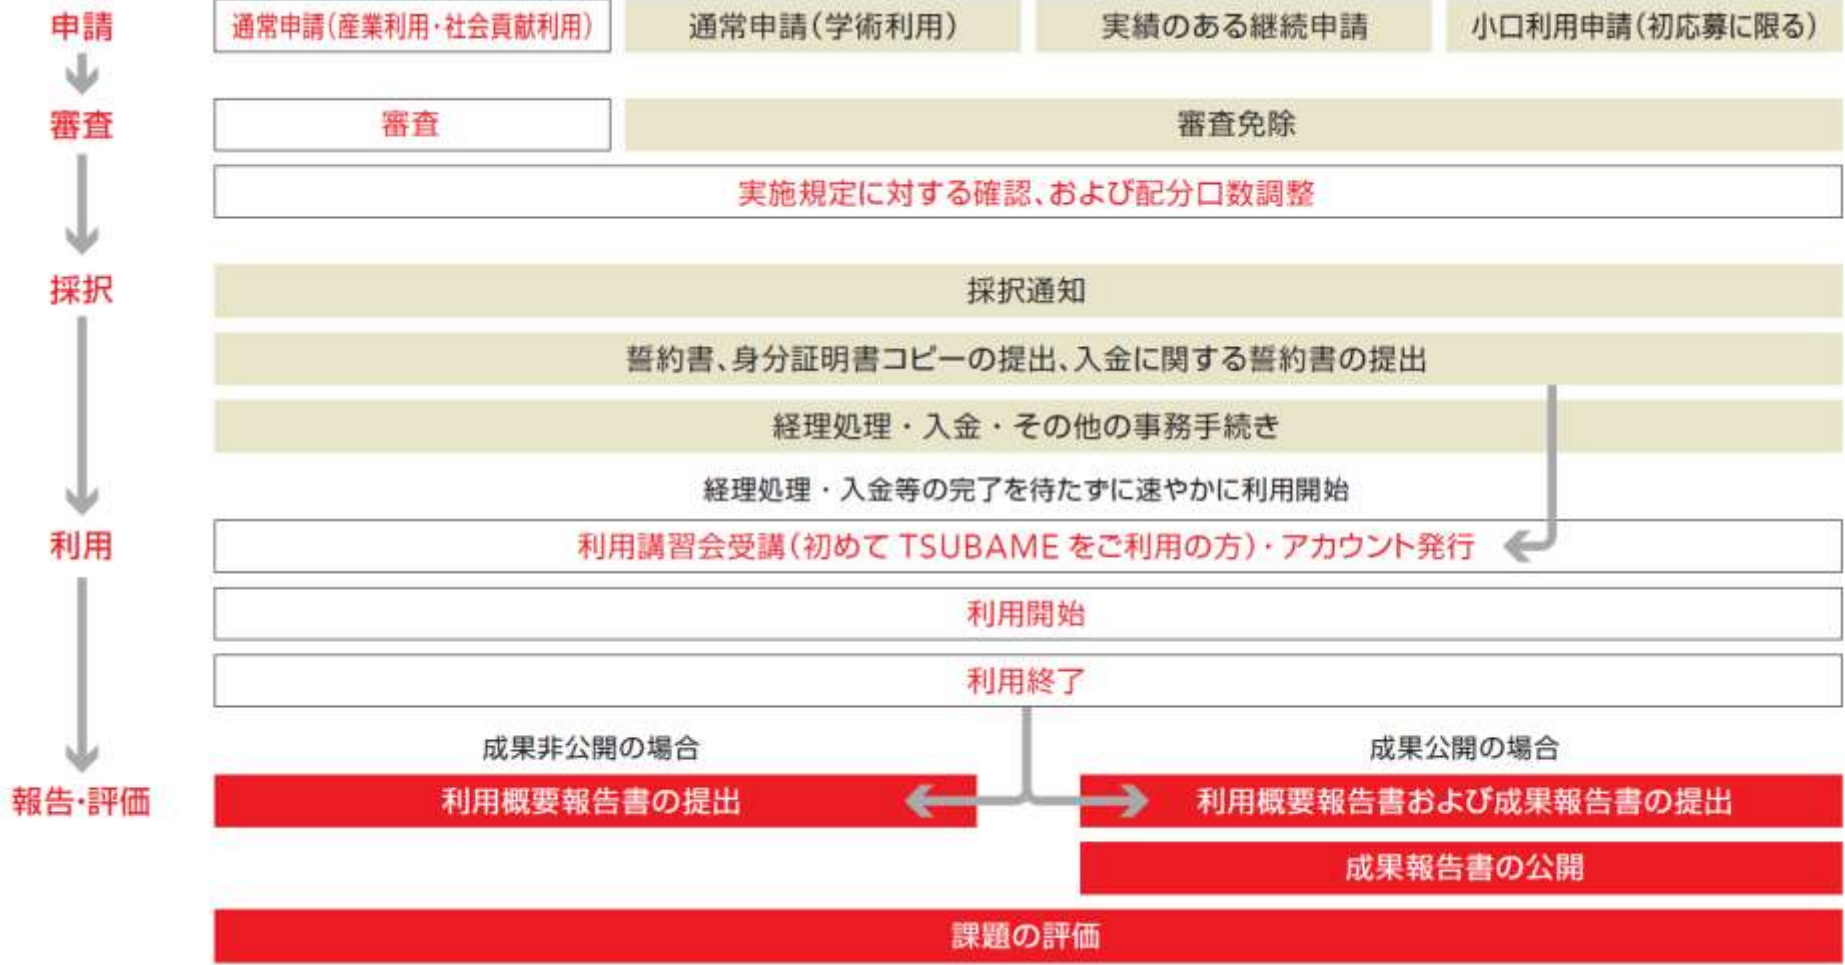 申請
通常申請(産業利用・社会貢献利用)
通常申請(学術利用)
実績のある継続申請
小口利用申請(初応募に限る)
審査
審査
審査免除
実施規定に対する確認、および配分口数調整
採択
採択通知
誓約書、身分証明書コピーの提出、入金に関する誓約書の提出
経理処理・入金・その他の事務手続き
経理処理・入金等の完了を待たずに速やかに利用開始
利用
利用講習会受講(初めて TSUBAME をご利用の方)・アカウント発行
利用開始
利用終了
成果非公開の場合
成果公開の場合
報告・評価
利用概要報告書の提出
利用概要報告書および成果報告書の提出
成果報告書の公開
課題の評価